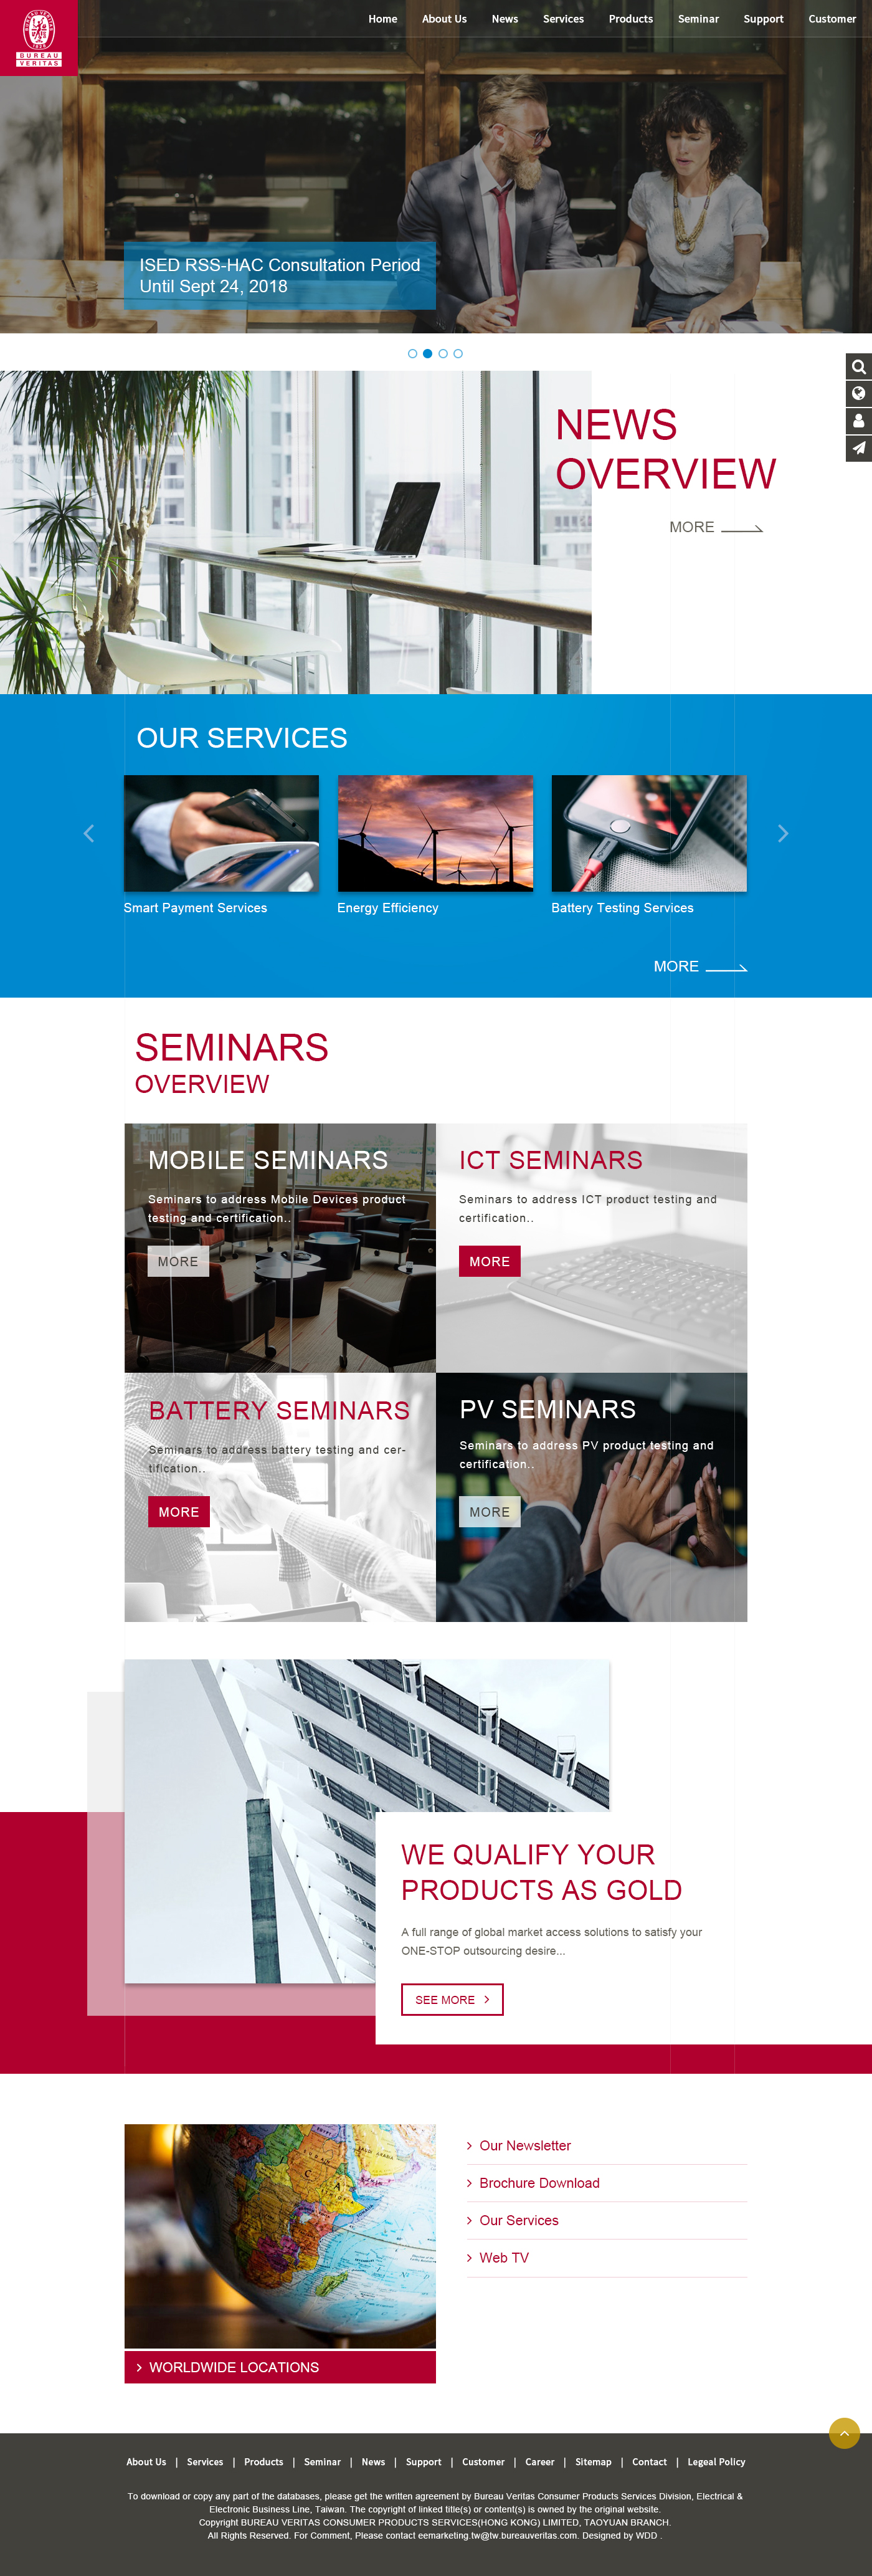 BUREAU
VERITAS
Home About Us News Services Products Seminar Support Customer
ISED RSS-HAC Consultation Period
Until Sept 24, 2018
NEWS
OVERVIEW
MORE
OUR SERVICES
Smart Payment Services
Energy Efficiency
Battery Testing Services
MORE
SEMINARS
OVERVIEW
MOBILE SEMINARS
Seminars to address Mobile Devices product
testing and certification..
MORE
ICT SEMINARS
Seminars to address ICT product testing and
certification..
MORE
BATTERY SEMINARS
Seminars to address battery testing and cer-
tification..
MORE
PV SEMINARS
Seminars to address PV product testing and
certification..
MORE
WE QUALIFY YOUR
PRODUCTS AS GOLD
A full range of global market access solutions to satisfy your
ONE-STOP outsourcing desire...
SEE MORE
WORLDWIDE LOCATIONS
Our Newsletter
Brochure Download
Our Services
Web TV
About Us | Services | Products | Seminar | News | Support | Customer | Career | Sitemap | Contact | Legeal Policy
To download or copy any part of the databases, please get the written agreement by Bureau Veritas Consumer Products Services Division, Electrical &
Electronic Business Line, Taiwan. The copyright of linked title(s) or content(s) is owned by the original website.
Copyright BUREAU VERITAS CONSUMER PRODUCTS SERVICES(HONG KONG) LIMITED, TAOYUAN BRANCH.
All Rights Reserved. For Comment, Please contact eemarketing.tw@tw.bureauveritas.com. Designed by WDD .